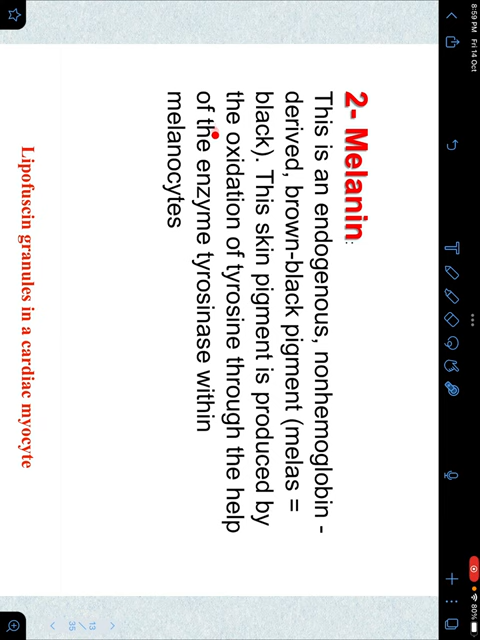 8:59 PM Fri 14 Oct
80%
2- Melanin:
This is an endogenous, nonhemoglobin -
derived, brown-black pigment (melas =
black). This skin pigment is produced by
the oxidation of tyrosine through the help
of the enzyme tyrosinase within
melanocytes
Lipofuscin granules in a cardiac myocyte
13 / 35